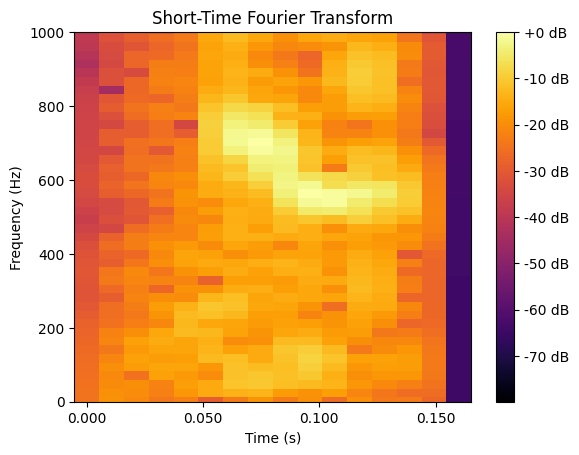 Short-Time Fourier Transform
1000
800
600
400
200
0
Frequency (Hz)
0.000
0.050
0.100
0.150
Time (s)
+0 dB
-10 dB
-20 dB
-30 dB
-40 dB
-50 dB
-60 dB
-70 dB